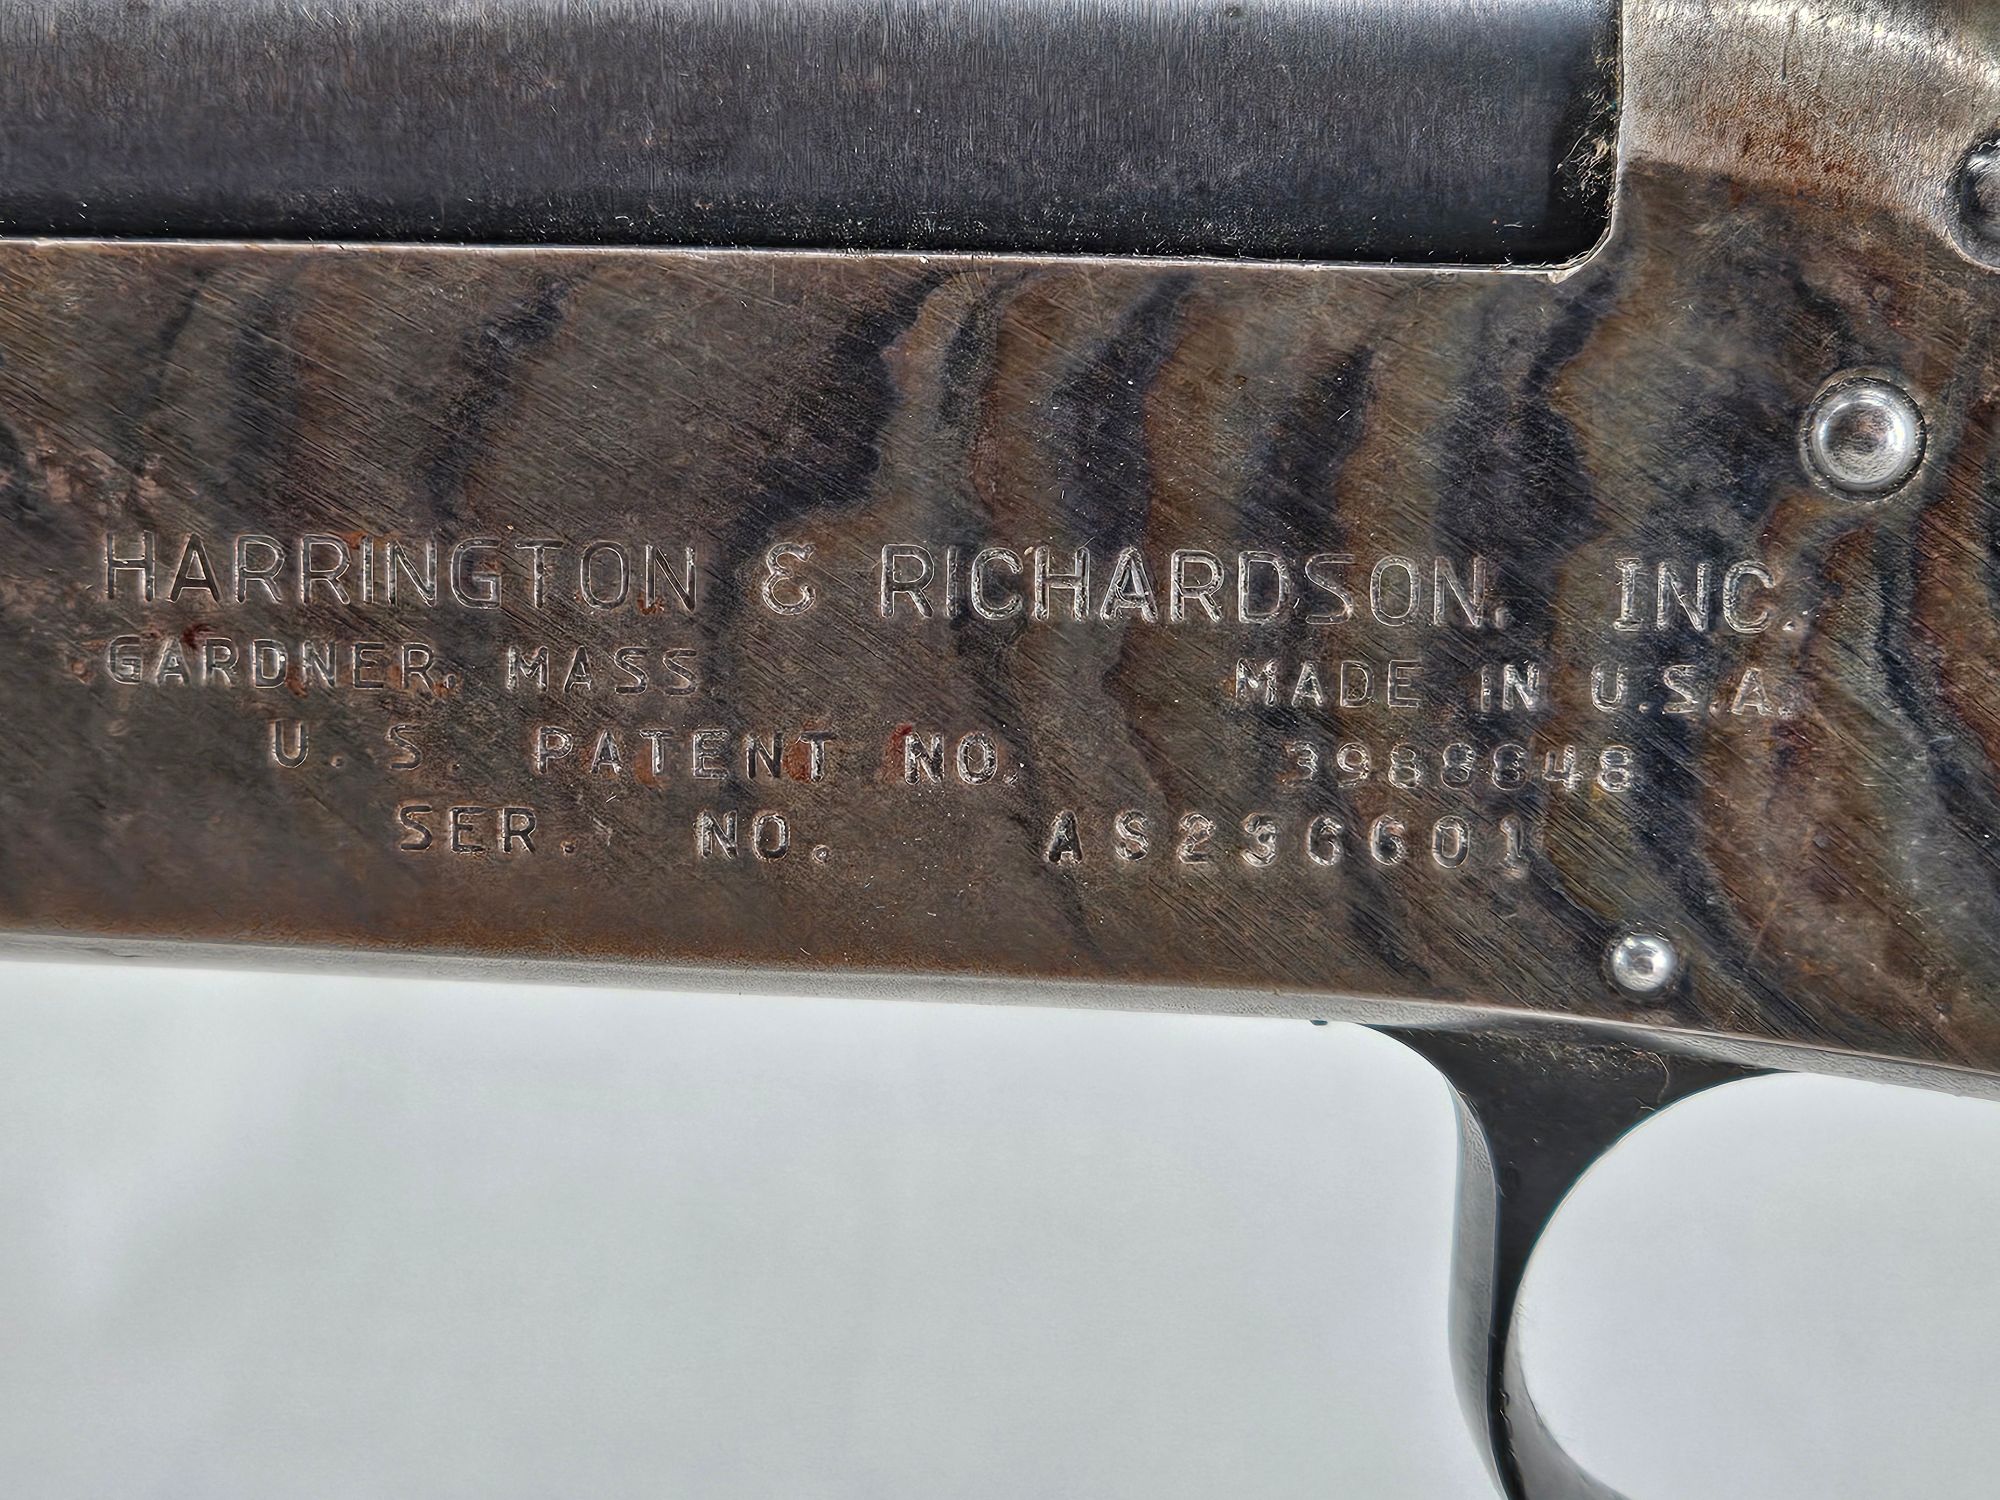 HARRINGTON & RICHARDSON, INC.
GARDNER, MASS. MADE IN U.S.A.
U. S. PATENT NO. 3988848
SER. NO. AS236601